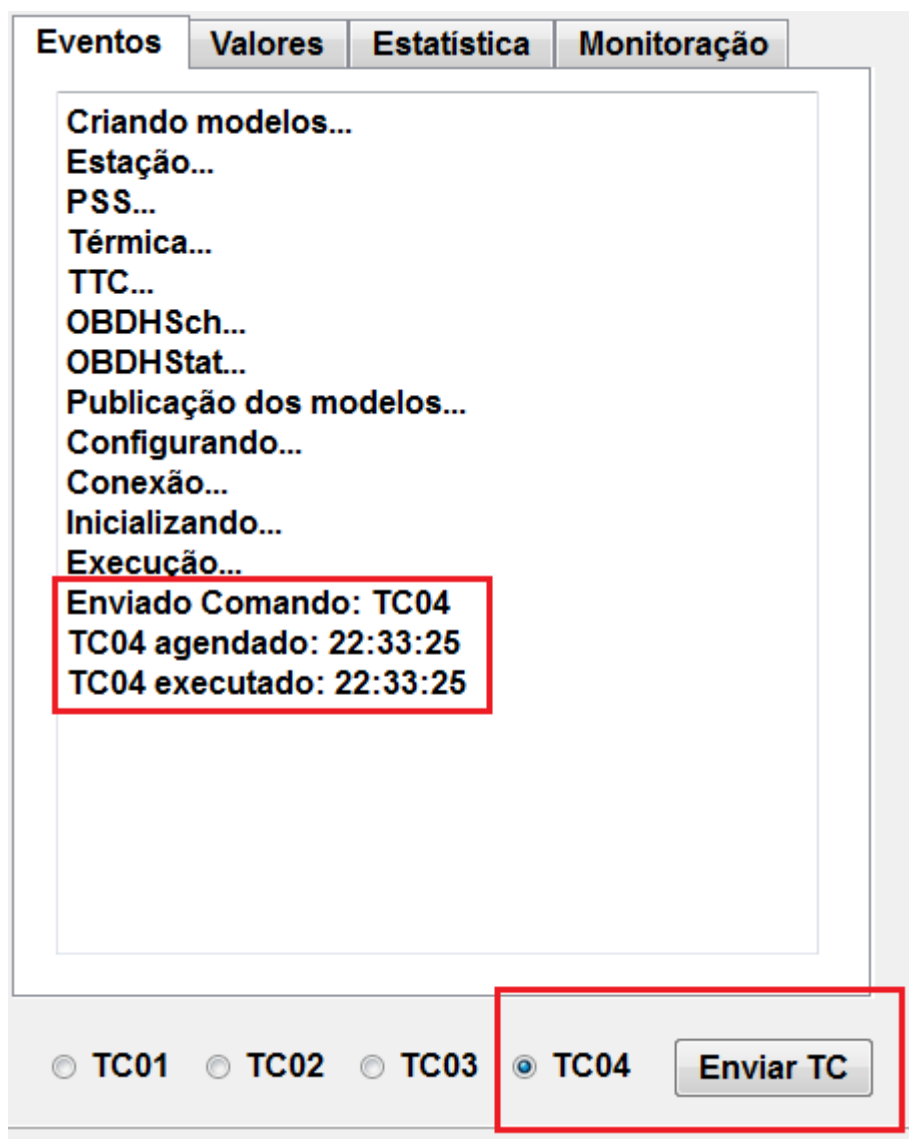 Eventos Valores Estatística Monitoração
Criando modelos...
Estação...
PSS...
Térmica...
TTC...
OBDHSch...
OBDHStat...
Publicação dos modelos...
Configurando...
Conexão...
Inicializando...
Execução...
Enviado Comando: TC04
TC04 agendado: 22:33:25
TC04 executado: 22:33:25
TC01 TC02 TC03 TC04 Enviar TC